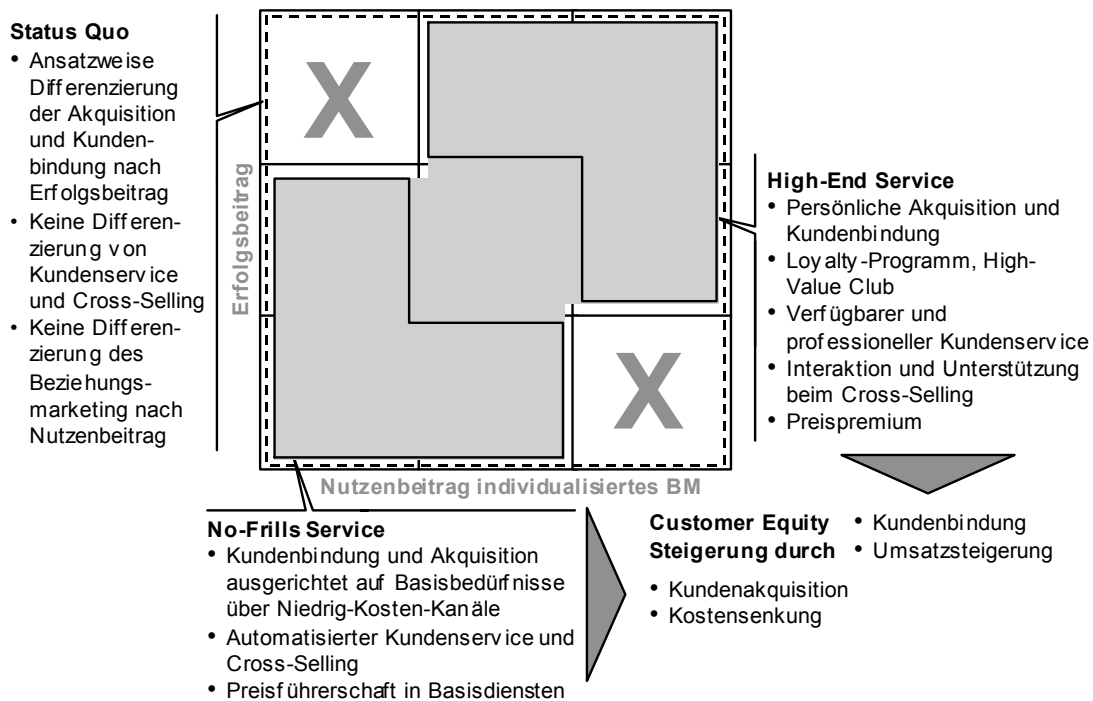 Status Quo
• Ansatzweise
Differenzierung
der Akquisition
und Kunden-
bindung nach
Erfolgsbeitrag
• Keine Differen-
zierung von
Kundenservice
und Cross-Selling
• Keine Differen-
zierung des
Beziehungs-
marketing nach
Nutzenbeitrag
X
Erfolgsbeitrag
X
Nutzenbeitrag individualisiertes BM
High-End Service
• Persönliche Akquisition und
Kundenbindung
• Loyalty-Programm, High-
Value Club
• Verfügbarer und
professioneller Kundenservice
• Interaktion und Unterstützung
beim Cross-Selling
• Preispremium
No-Frills Service
• Kundenbindung und Akquisition
ausgerichtet auf Basisbedürfnisse
über Niedrig-Kosten-Kanäle
• Automatisierter Kundenservice und
Cross-Selling
• Preisführerschaft in Basisdiensten
Customer Equity
Steigerung durch
• Kundenbindung
• Umsatzsteigerung
• Kundenakquisition
• Kostensenkung